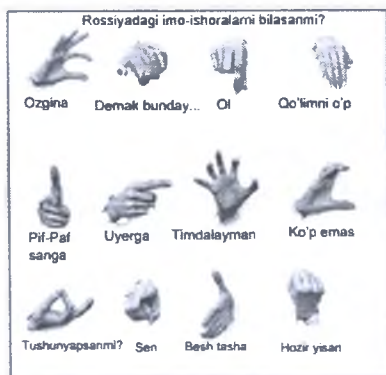 Rossiyadagi imo-ishoralarni bilasanmi?
Ozgina Demak bunday... Ol Qo'limni o'p
Pif-Paf sanga Uyerga Timdalayman Ko'p emas
Tushunyapsanmi? Sen Besh tasha Hozir yisan